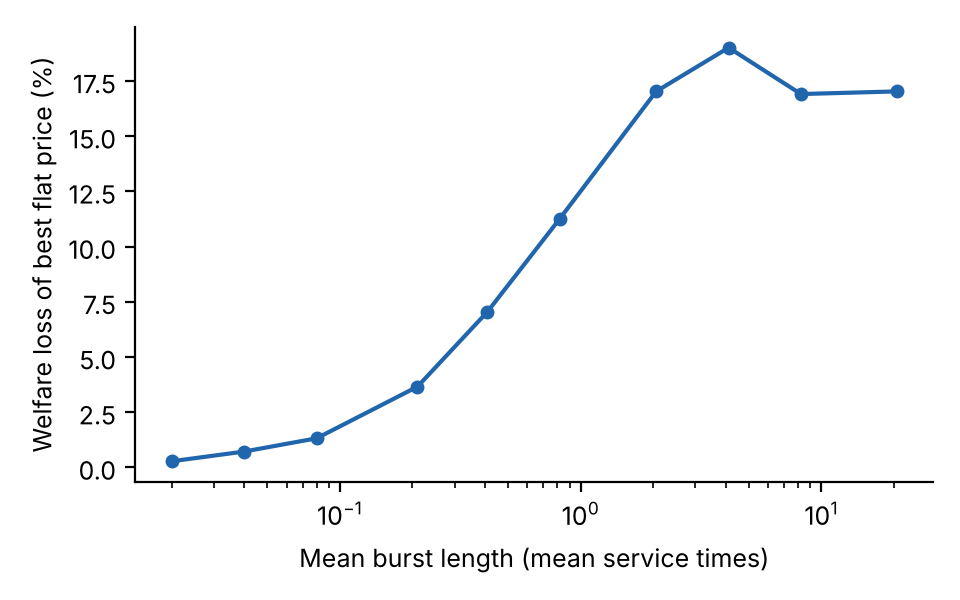 Welfare loss of best flat price (%)
17.5
15.0
12.5
10.0
7.5
5.0
2.5
0.0
10⁻¹ 10⁰ 10¹
Mean burst length (mean service times)